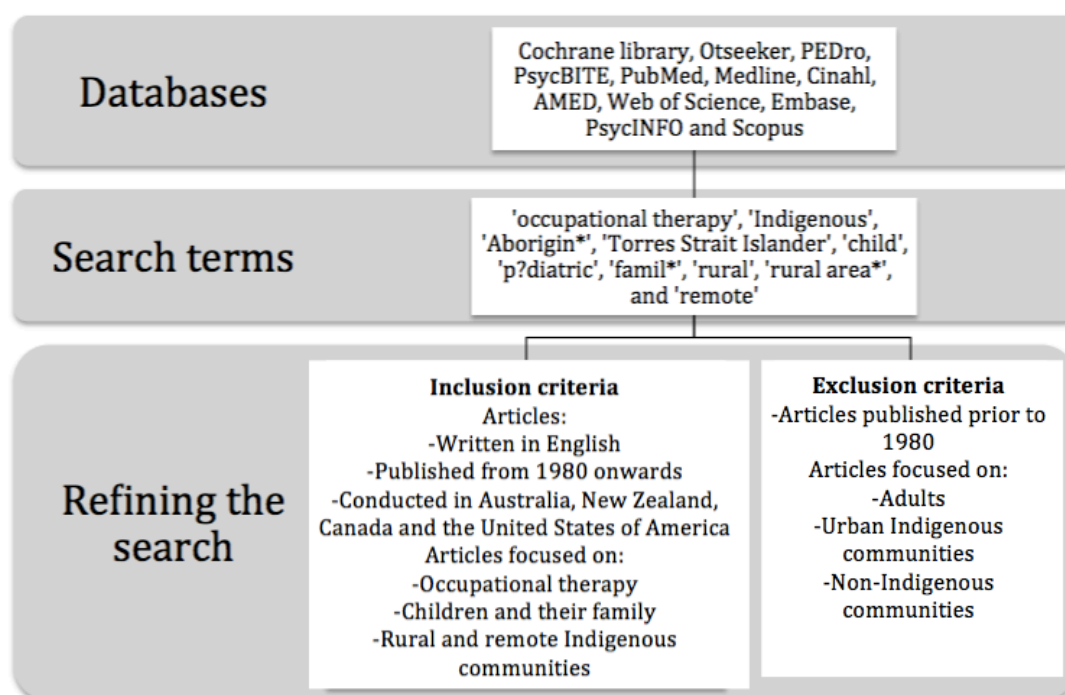 Databases
Cochrane library, Otseeker, PEDro,
PsycBITE, PubMed, Medline, Cinahl,
AMED, Web of Science, Embase,
PsycINFO and Scopus
Search terms
'occupational therapy', 'Indigenous',
'Aborigin*', 'Torres Strait Islander', 'child',
'p?diatric', 'famil*', 'rural', 'rural area*',
and 'remote'
Refining the
search
Inclusion criteria
Articles:
-Written in English
-Published from 1980 onwards
-Conducted in Australia, New Zealand,
Canada and the United States of America
Articles focused on:
-Occupational therapy
-Children and their family
-Rural and remote Indigenous
communities
Exclusion criteria
-Articles published prior to
1980
Articles focused on:
-Adults
-Urban Indigenous
communities
-Non-Indigenous
communities